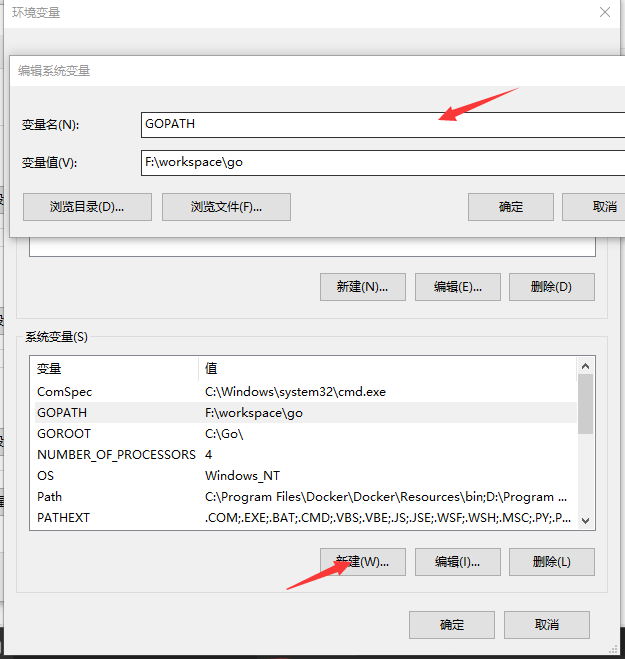 环境变量
编辑系统变量
变量名(N):
GOPATH
变量值(V):
F:\workspace\go
浏览目录(D)...
浏览文件(F)...
确定
取消
新建(N)...
编辑(E)...
删除(D)
系统变量(S)
变量 值
ComSpec C:\Windows\system32\cmd.exe
GOPATH F:\workspace\go
GOROOT C:\Go\
NUMBER_OF_PROCESSORS 4
OS Windows_NT
Path C:\Program Files\Docker\Docker\Resources\bin;D:\Program ...
PATHEXT .COM;.EXE;.BAT;.CMD;.VBS;.VBE;.JS;.JSE;.WSF;.WSH;.MSC;.PY;.P...
新建(W)...
编辑(I)...
删除(L)
确定
取消